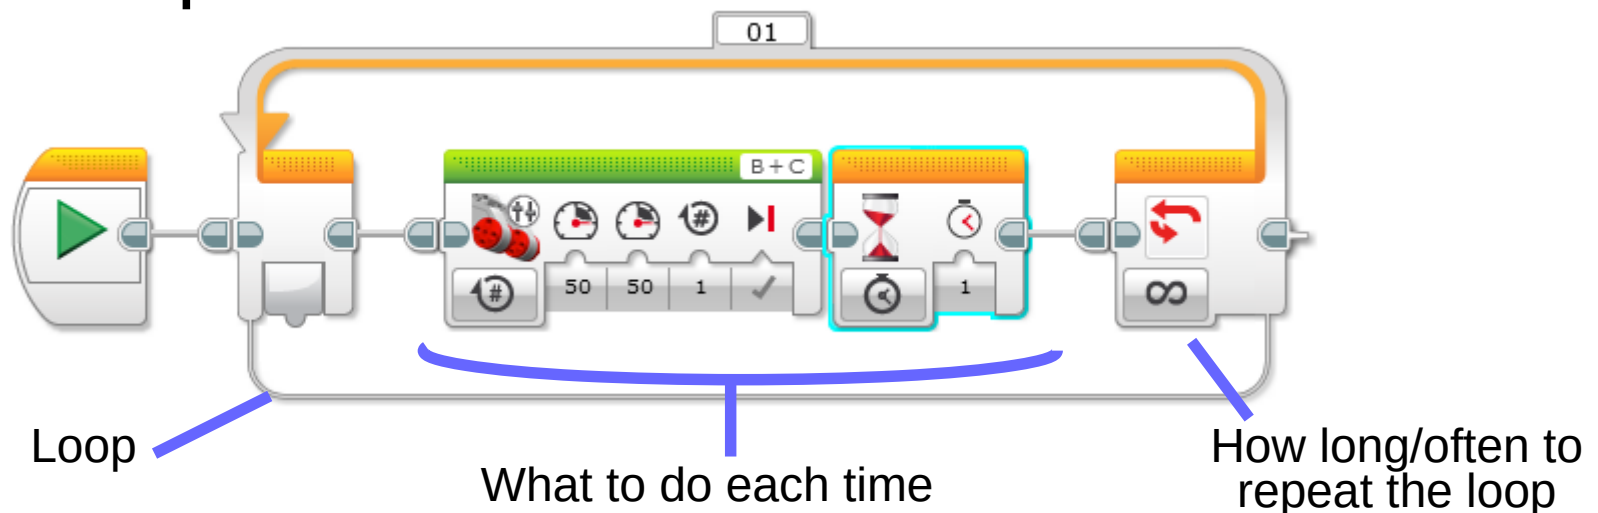 01
B + C
#
#
50 50 1
1
∞
Loop
What to do each time
How long/often to
repeat the loop